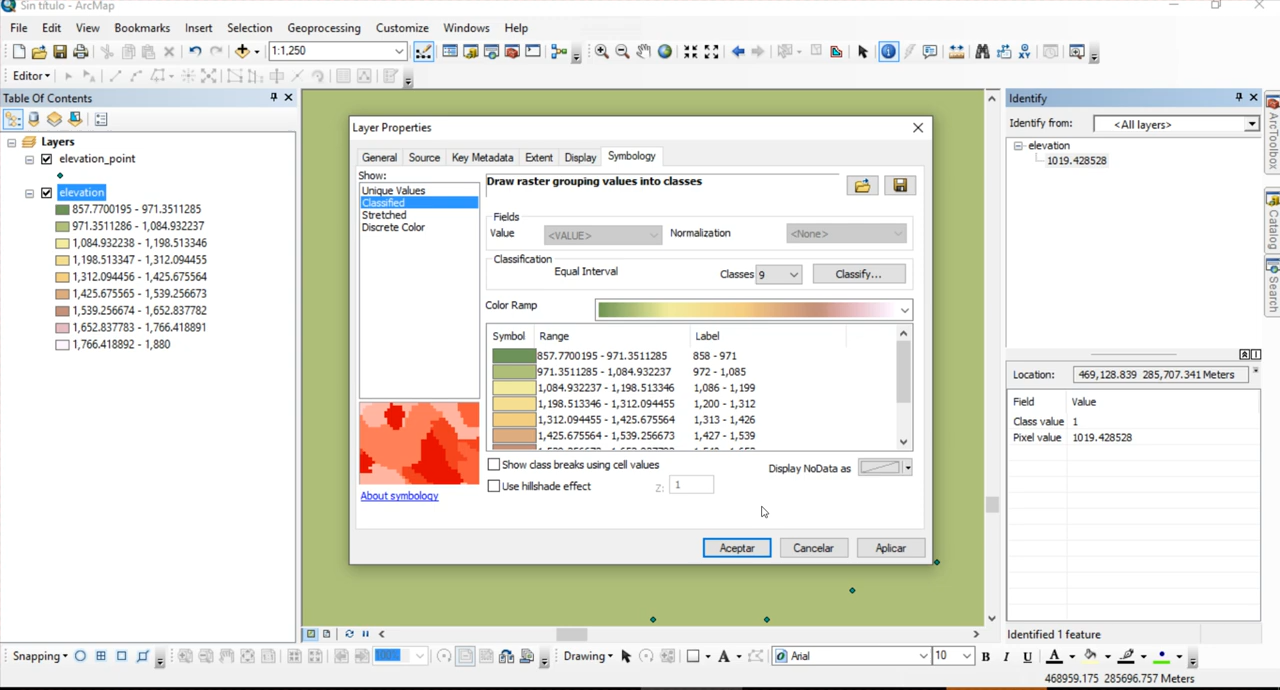 Sin título - ArcMap
File Edit View Bookmarks Insert Selection Geoprocessing Customize Windows Help
1:1,250
Editor
Table Of Contents
Layers
elevation_point
elevation
857.7700195 - 971.3511285
971.3511286 - 1,084.932237
1,084.932238 - 1,198.513346
1,198.513347 - 1,312.094455
1,312.094456 - 1,425.675564
1,425.675565 - 1,539.256673
1,539.256674 - 1,652.837782
1,652.837783 - 1,766.418891
1,766.418892 - 1,880
Layer Properties
General Source Key Metadata Extent Display Symbology
Show:
Unique Values
Classified
Stretched
Discrete Color
About symbology
Draw raster grouping values into classes
Fields
Value <VALUE> Normalization <None>
Classification
Equal Interval Classes 9 Classify...
Color Ramp
Symbol Range Label
857.7700195 - 971.3511285 858 - 971
971.3511285 - 1,084.932237 972 - 1,085
1,084.932237 - 1,198.513346 1,086 - 1,199
1,198.513346 - 1,312.094455 1,200 - 1,312
1,312.094455 - 1,425.675564 1,313 - 1,426
1,425.675564 - 1,539.256673 1,427 - 1,539
Show class breaks using cell values Display NoData as
Use hillshade effect Z: 1
Aceptar Cancelar Aplicar
Identify
Identify from: <All layers>
elevation
1019.428528
Location: 469,128.839 285,707.341 Meters
Field Value
Class value 1
Pixel value 1019.428528
Identified 1 feature
ArcToolbox
Catalog
Search
Snapping 100% Drawing A Arial 10 B I U A
468959.175 285696.757 Meters